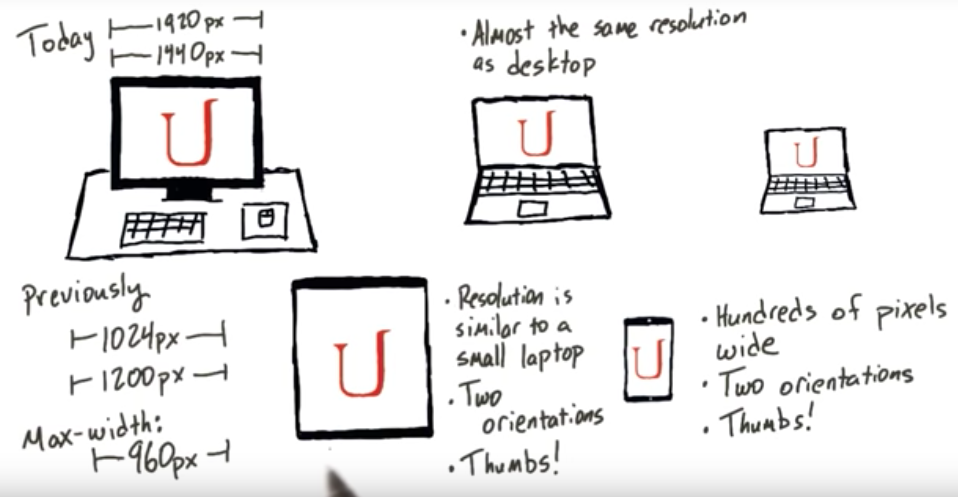 Today
1920px
1440px
U
• Almost the same resolution
as desktop
U
U
Previously
1024px
1200px
Max-width:
960px
U
• Resolution is
similar to a
small laptop
• Two
orientations
• Thumbs!
U
• Hundreds of pixels
wide
• Two orientations
• Thumbs!